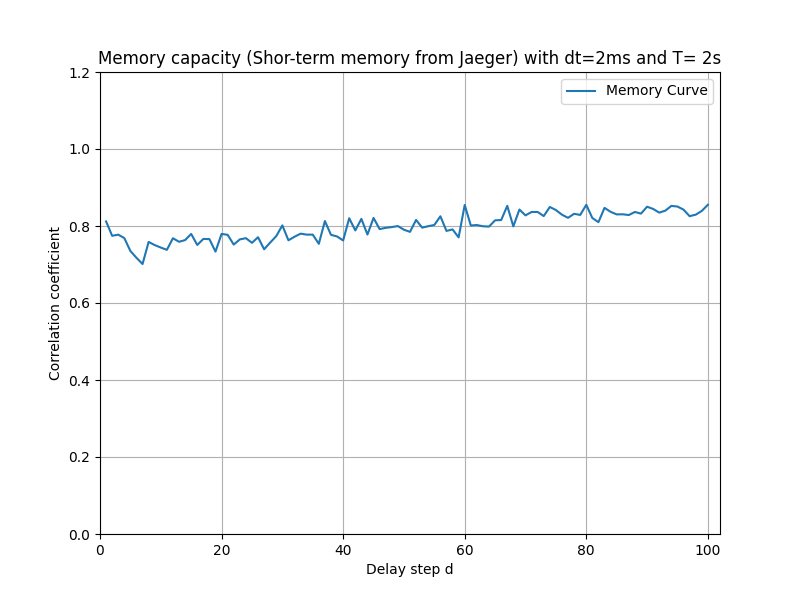 Memory capacity (Shor-term memory from Jaeger) with dt=2ms and T= 2s
Memory Curve
Correlation coefficient
1.2
1.0
0.8
0.6
0.4
0.2
0.0
0 20 40 60 80 100
Delay step d